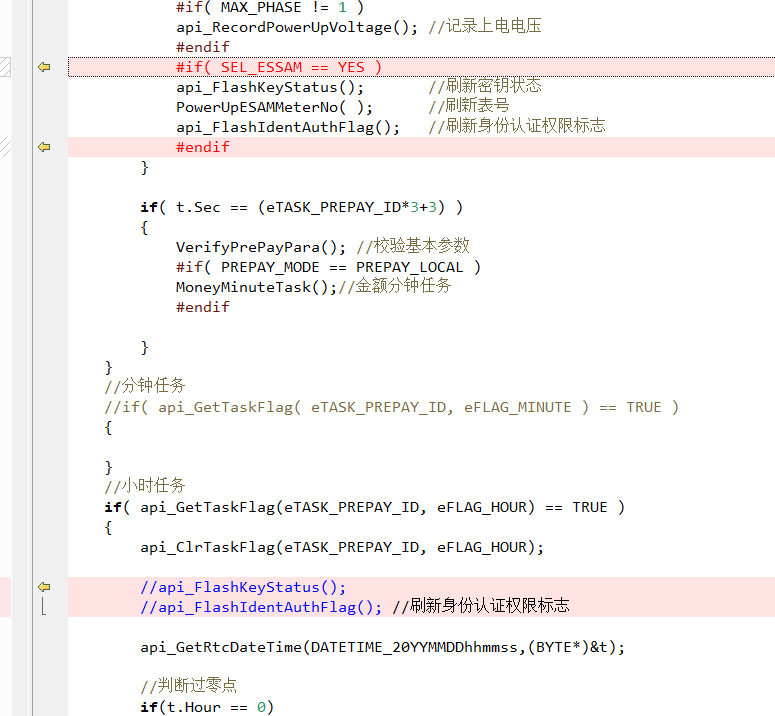 #if( MAX_PHASE != 1 )
api_RecordPowerUpVoltage(); //记录上电电压
#endif
#if( SEL_ESSAM == YES )
api_FlashKeyStatus();       //刷新密钥状态
PowerUpESAMMeterNo( );      //刷新表号
api_FlashIdentAuthFlag();   //刷新身份认证权限标志
#endif
}
if( t.Sec == (eTASK_PREPAY_ID*3+3) )
{
VerifyPrePayPara(); //校验基本参数
#if( PREPAY_MODE == PREPAY_LOCAL )
MoneyMinuteTask();//金额分钟任务
#endif
}
}
//分钟任务
//if( api_GetTaskFlag( eTASK_PREPAY_ID, eFLAG_MINUTE ) == TRUE )
{
}
//小时任务
if( api_GetTaskFlag(eTASK_PREPAY_ID, eFLAG_HOUR) == TRUE )
{
api_ClrTaskFlag(eTASK_PREPAY_ID, eFLAG_HOUR);
//api_FlashKeyStatus();
//api_FlashIdentAuthFlag(); //刷新身份认证权限标志
api_GetRtcDateTime(DATETIME_20YYMMDDhhmmss,(BYTE*)&t);
//判断过零点
if(t.Hour == 0)